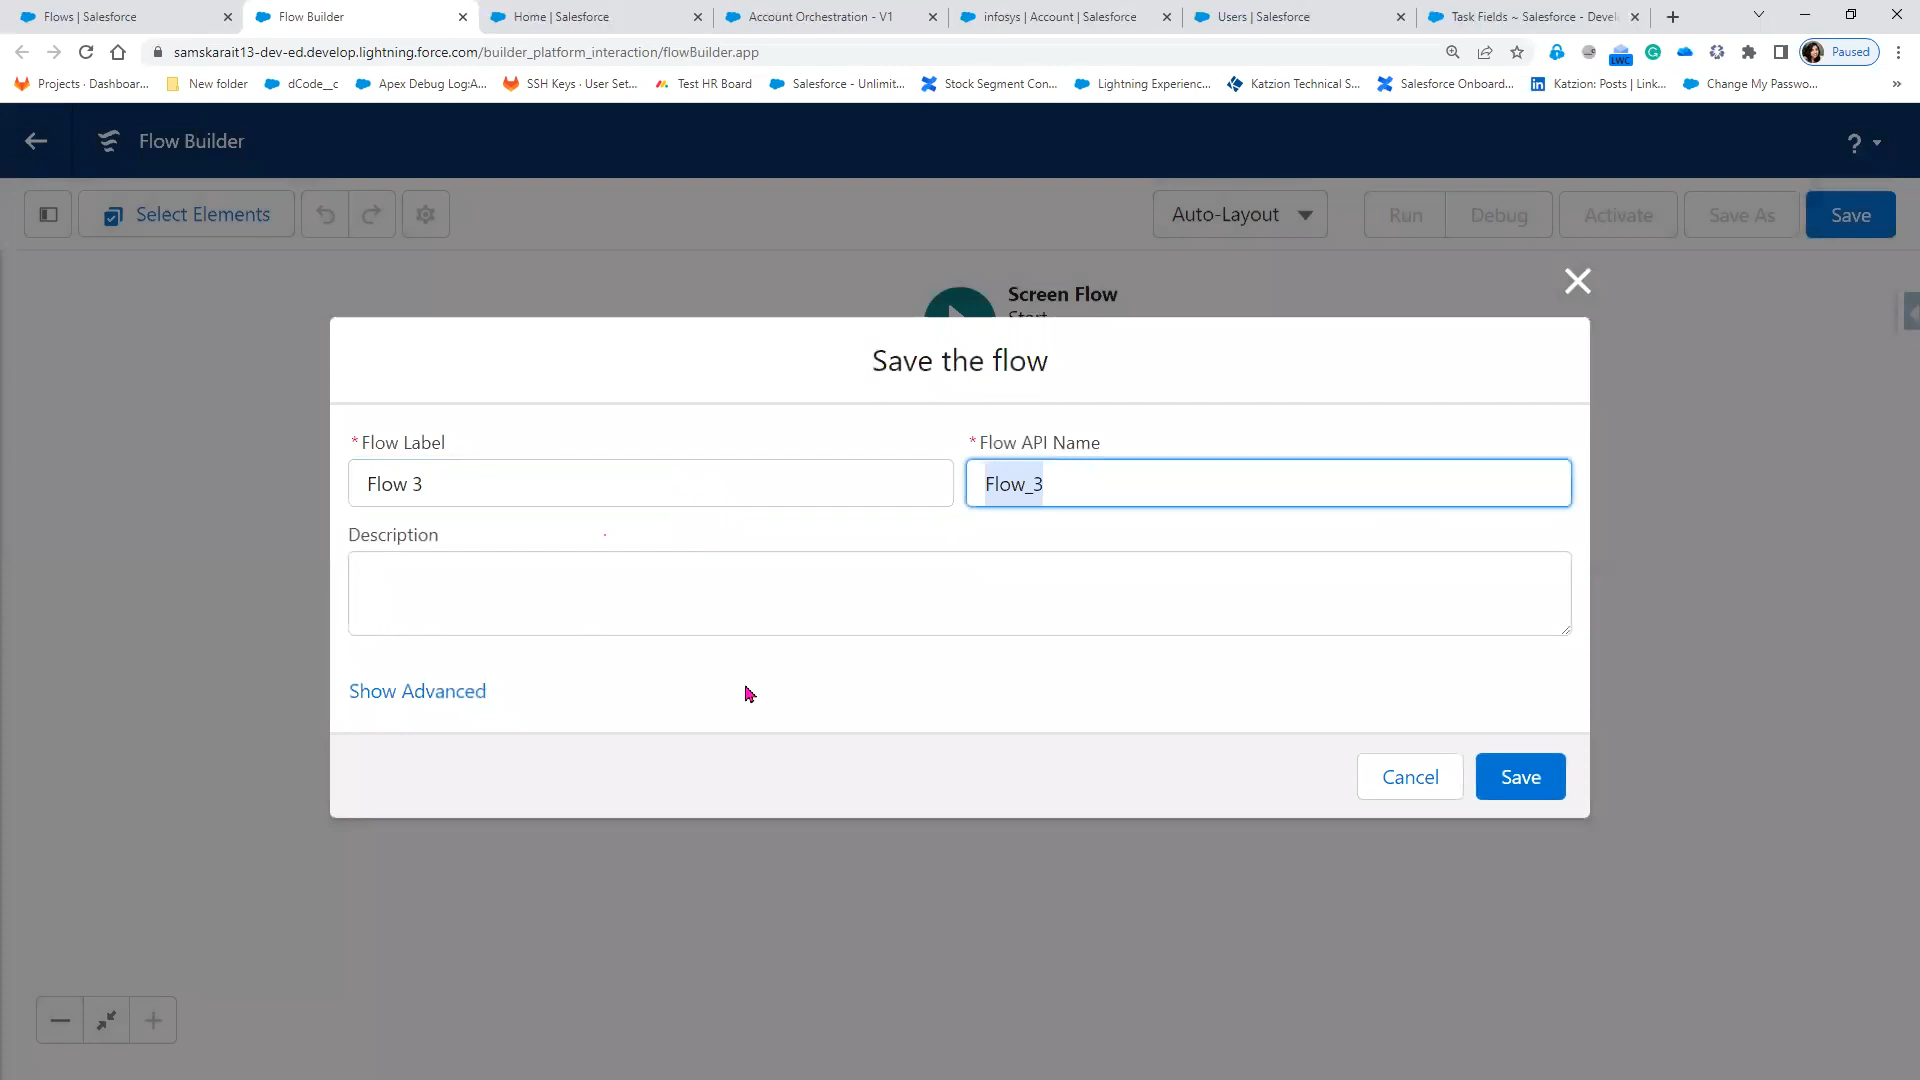 Flows | Salesforce
Flow Builder
Home | Salesforce
Account Orchestration - V1
infosys | Account | Salesforce
Users | Salesforce
Task Fields ~ Salesforce - Devel
samskarait13-dev-ed.develop.lightning.force.com/builder_platform_interaction/flowBuilder.app
LWC
Paused
Projects · Dashboar...
New folder
dCode__c
Apex Debug Log:A...
SSH Keys · User Set...
Test HR Board
Salesforce - Unlimit...
Stock Segment Con...
Lightning Experienc...
Katzion Technical S...
Salesforce Onboard...
Katzion: Posts | Link...
Change My Passwo...
»
Flow Builder
?
Select Elements
Auto-Layout
Run
Debug
Activate
Save As
Save
Screen Flow
Start
Save the flow
*Flow Label
*Flow API Name
Flow 3
Flow_3
Description
Show Advanced
Cancel
Save